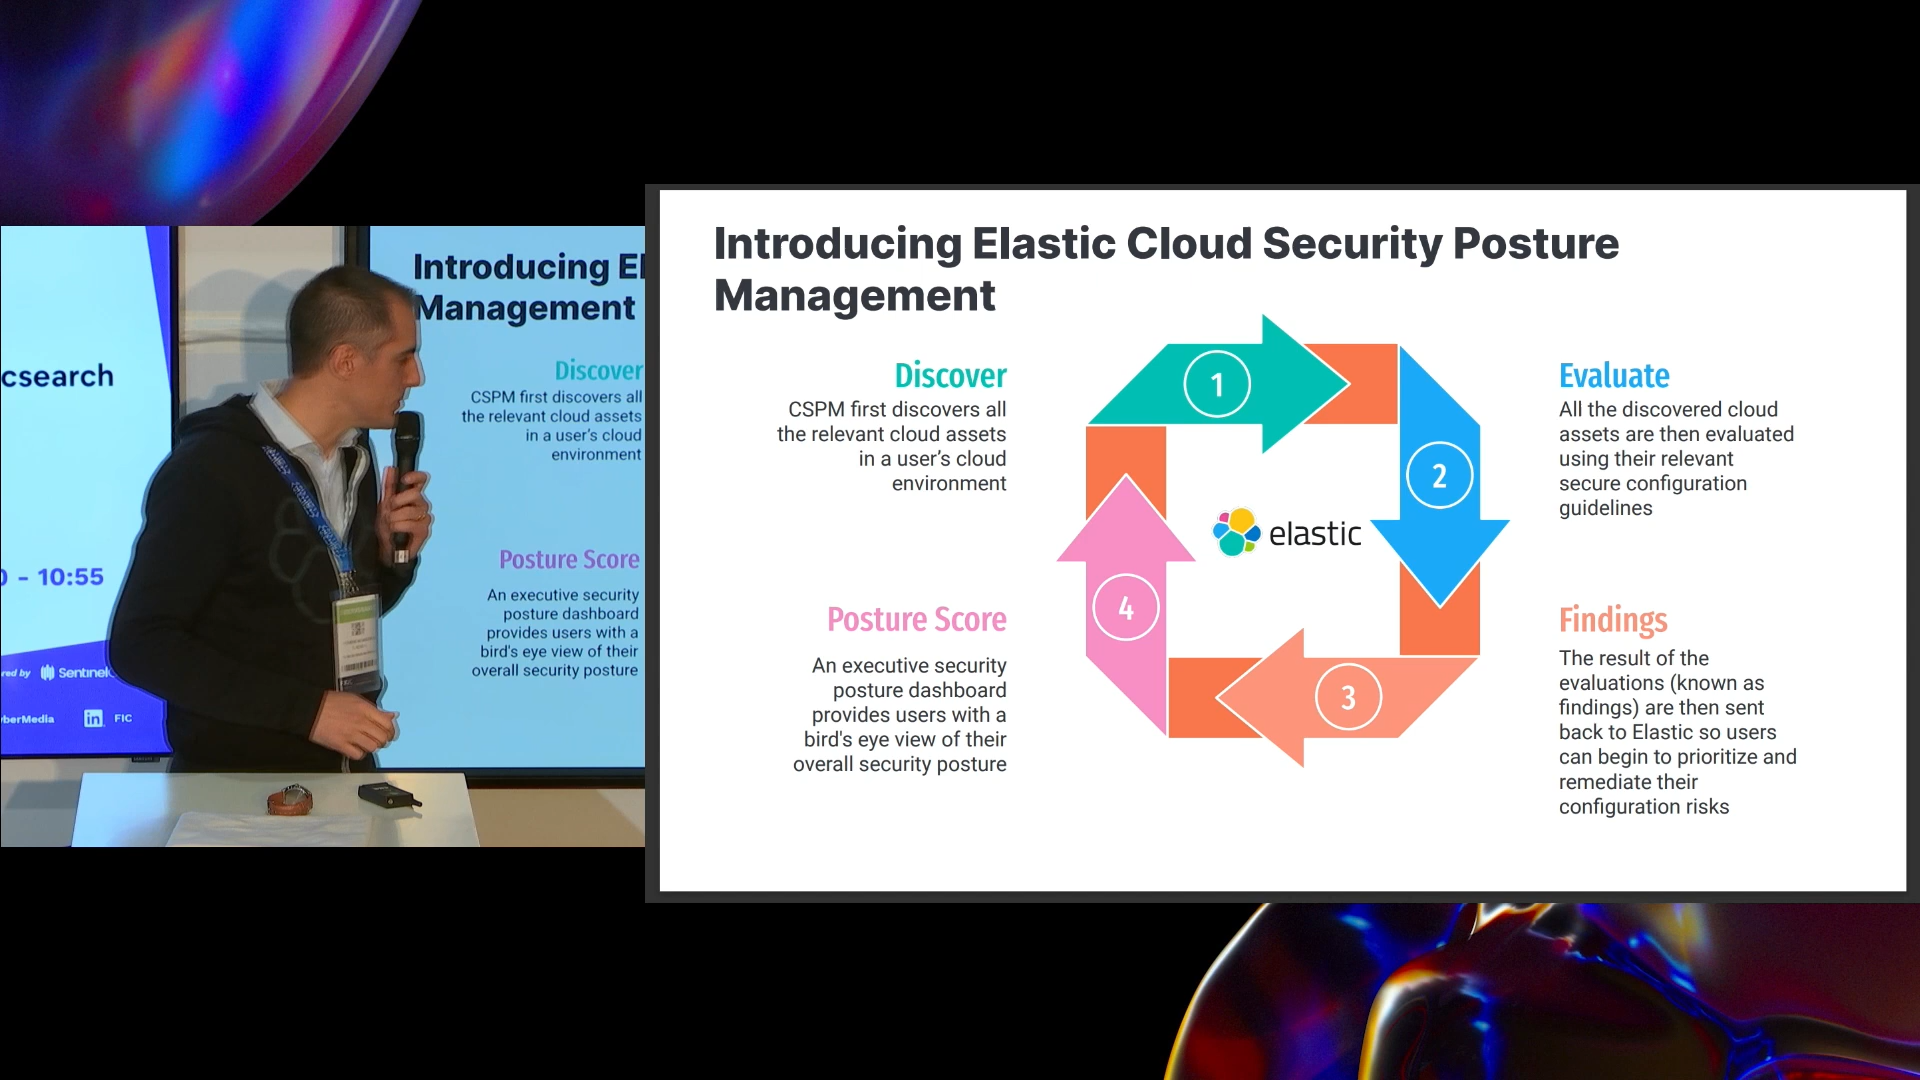 csearch
- 10:55
ered by Sentinel
yberMedia
in FIC
Introducing El
Management
Discover
CSPM first discovers all
the relevant cloud assets
in a user's cloud
environment
Posture Score
An executive security
posture dashboard
provides users with a
bird's eye view of their
overall security posture
Introducing Elastic Cloud Security Posture
Management
Discover
CSPM first discovers all
the relevant cloud assets
in a user's cloud
environment
1
Evaluate
All the discovered cloud
assets are then evaluated
using their relevant
secure configuration
guidelines
2
elastic
Posture Score
An executive security
posture dashboard
provides users with a
bird's eye view of their
overall security posture
4
3
Findings
The result of the
evaluations (known as
findings) are then sent
back to Elastic so users
can begin to prioritize and
remediate their
configuration risks